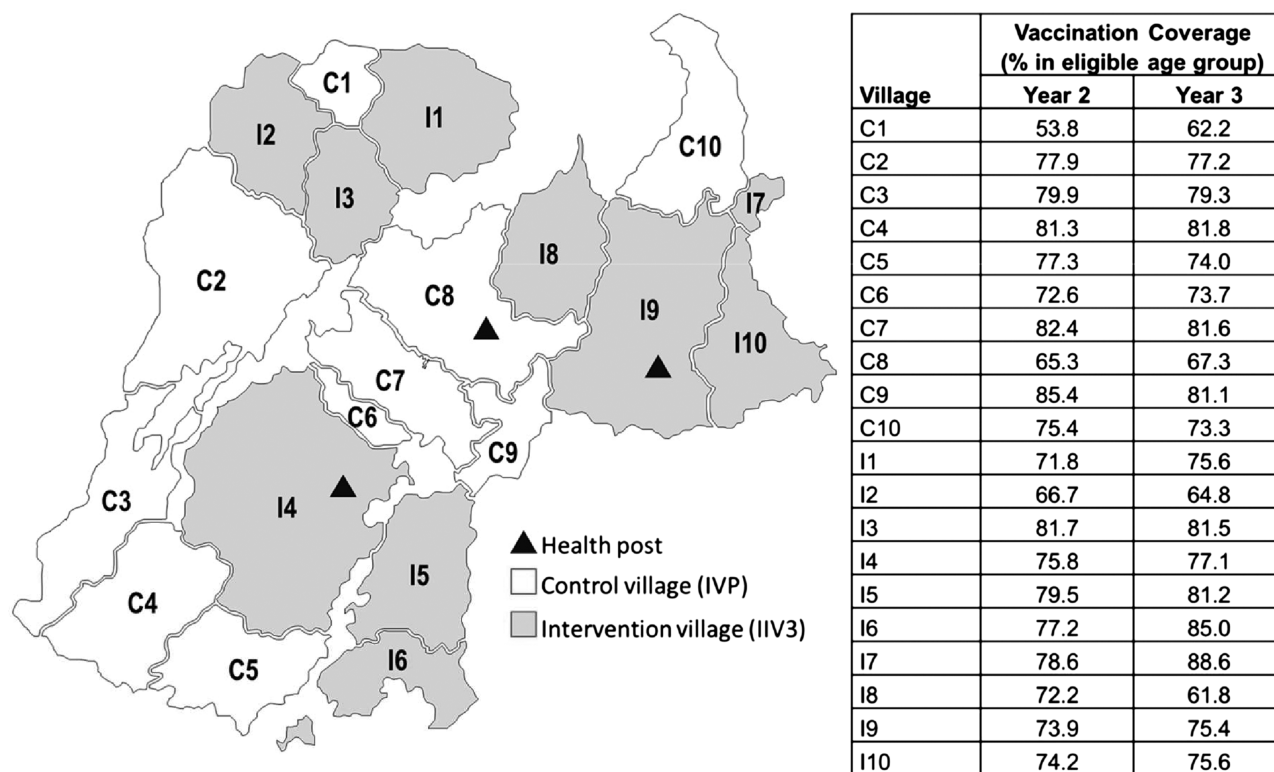 C1
I1
I2
C10
I3
I7
I8
C2
C8
I9
I10
C7
C6
C9
C3
I4
I5
C4
C5
I6
Health post
Control village (IVP)
Intervention village (IIV3)
Village Vaccination Coverage
(% in eligible age group)
Year 2 Year 3
C1 53.8 62.2
C2 77.9 77.2
C3 79.9 79.3
C4 81.3 81.8
C5 77.3 74.0
C6 72.6 73.7
C7 82.4 81.6
C8 65.3 67.3
C9 85.4 81.1
C10 75.4 73.3
I1 71.8 75.6
I2 66.7 64.8
I3 81.7 81.5
I4 75.8 77.1
I5 79.5 81.2
I6 77.2 85.0
I7 78.6 88.6
I8 72.2 61.8
I9 73.9 75.4
I10 74.2 75.6